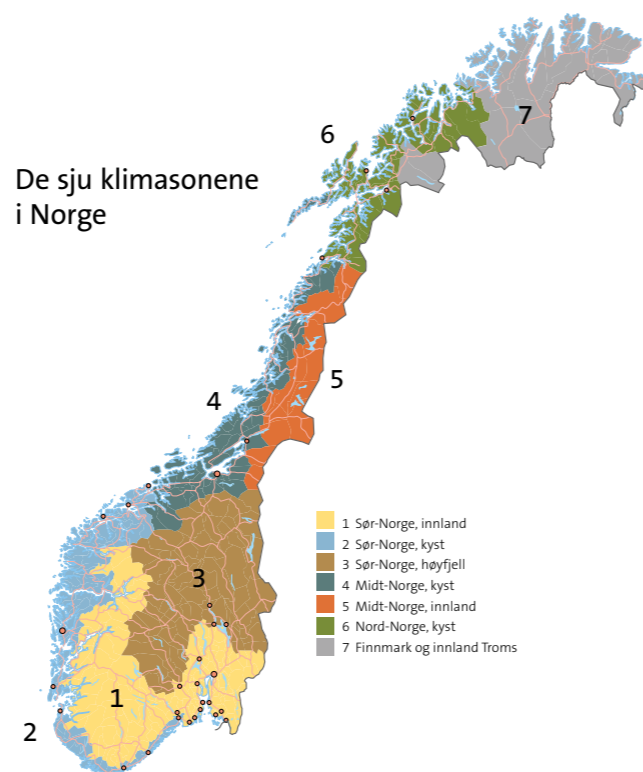 De sju klimasonene
i Norge
7
6
5
4
3
1
2
1 Sør-Norge, innland
2 Sør-Norge, kyst
3 Sør-Norge, høyfjell
4 Midt-Norge, kyst
5 Midt-Norge, innland
6 Nord-Norge, kyst
7 Finnmark og innland Troms